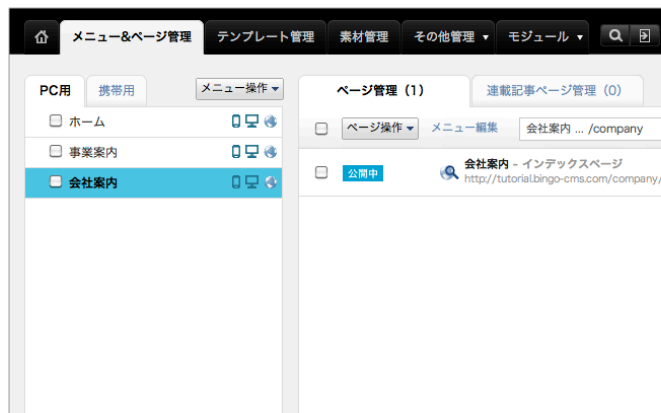 メニュー&ページ管理 テンプレート管理 素材管理 その他管理 ▼ モジュール ▼
PC用 携帯用 メニュー操作▼
ホーム
事業案内
会社案内
ページ管理（1） 連載記事ページ管理（0）
ページ操作▼ メニュー編集 会社案内 ... /company
公開中 会社案内 - インデックスページ
http://tutorial.bingo-cms.com/company/